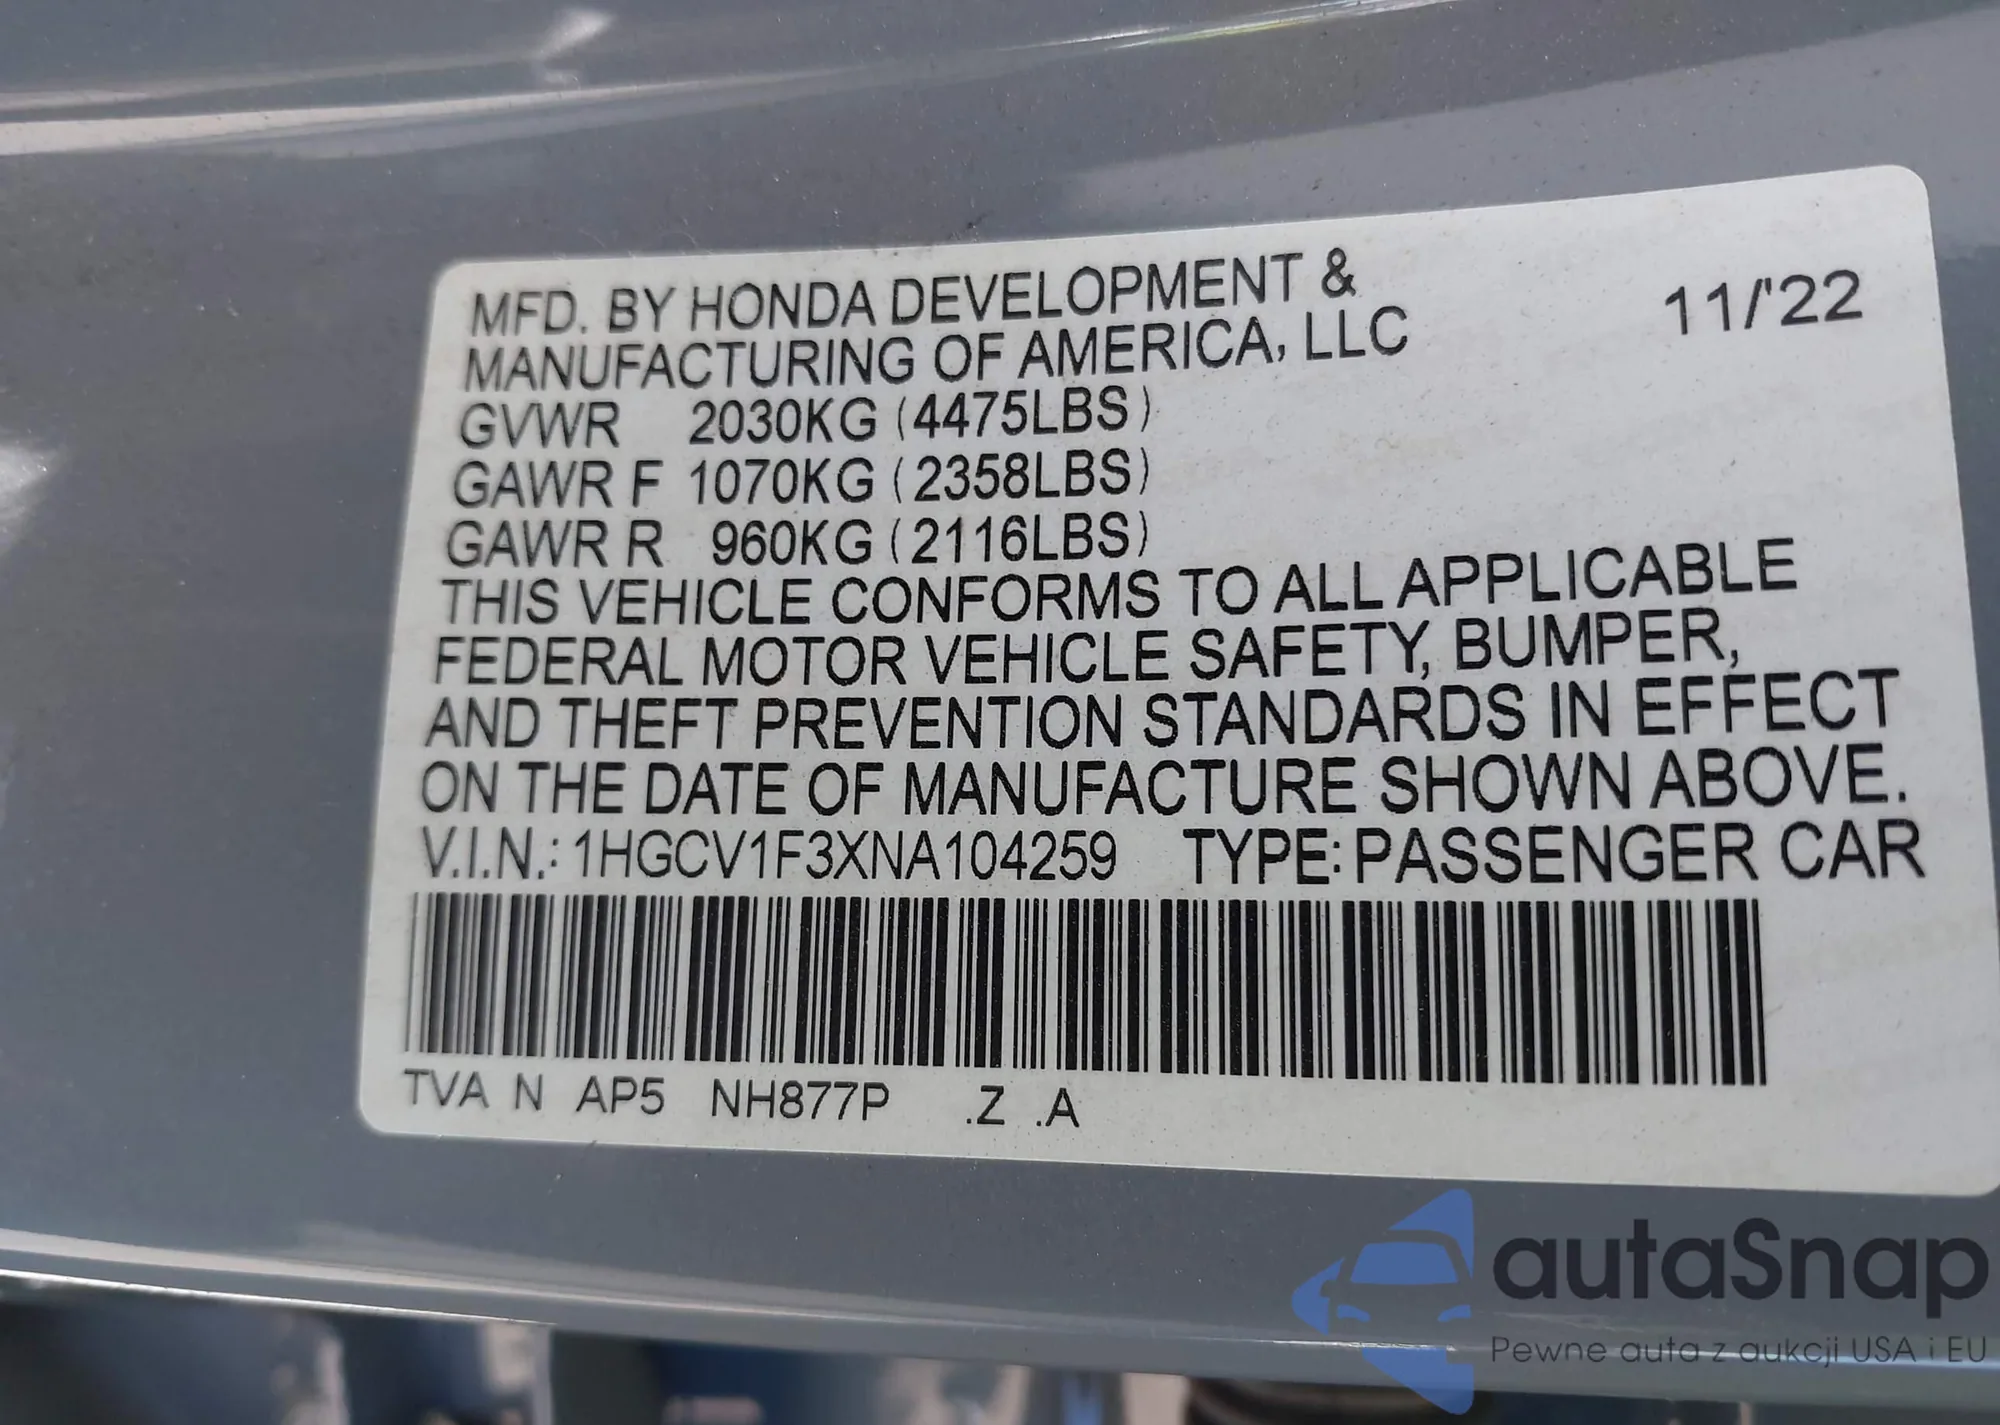 MFD. BY HONDA DEVELOPMENT &
MANUFACTURING OF AMERICA, LLC
11/'22
GVWR 2030KG (4475LBS)
GAWR F 1070KG (2358LBS)
GAWR R 960KG (2116LBS)
THIS VEHICLE CONFORMS TO ALL APPLICABLE
FEDERAL MOTOR VEHICLE SAFETY, BUMPER,
AND THEFT PREVENTION STANDARDS IN EFFECT
ON THE DATE OF MANUFACTURE SHOWN ABOVE.
V.I.N.: 1HGCV1F3XNA104259 TYPE: PASSENGER CAR
TVA N AP5 NH877P .Z .A
autaSnap
Pewne auta z aukcji USA i EU